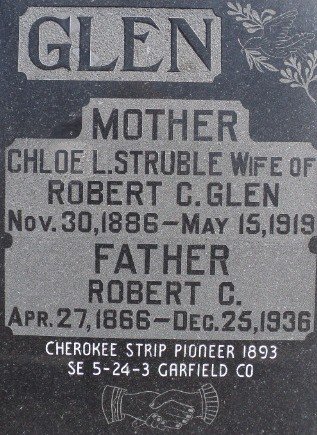 GLEN
MOTHER
CHLOE L. STRUBLE WIFE OF
ROBERT C. GLEN
NOV. 30, 1886 – MAY 15, 1919
FATHER
ROBERT C.
APR. 27, 1866 – DEC. 25, 1936
CHEROKEE STRIP PIONEER 1893
SE 5-24-3 GARFIELD CO